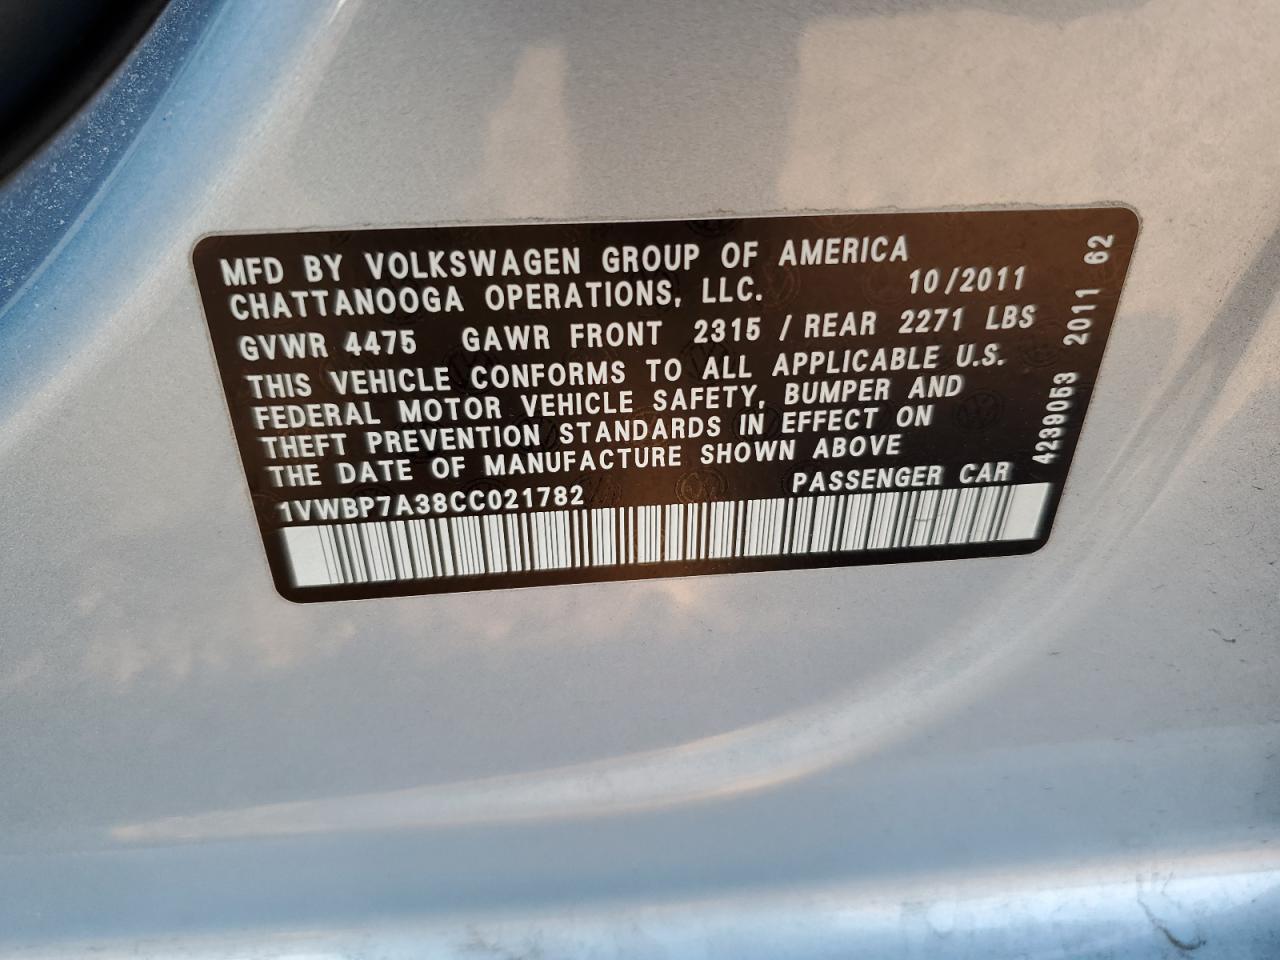 MFD BY VOLKSWAGEN GROUP OF AMERICA
CHATTANOOGA OPERATIONS, LLC. 10/2011
GVWR 4475 GAWR FRONT 2315 / REAR 2271 LBS
THIS VEHICLE CONFORMS TO ALL APPLICABLE U.S.
FEDERAL MOTOR VEHICLE SAFETY, BUMPER AND
THEFT PREVENTION STANDARDS IN EFFECT ON
THE DATE OF MANUFACTURE SHOWN ABOVE
1VWBP7A38CC021782 PASSENGER CAR
4239053 2011 62